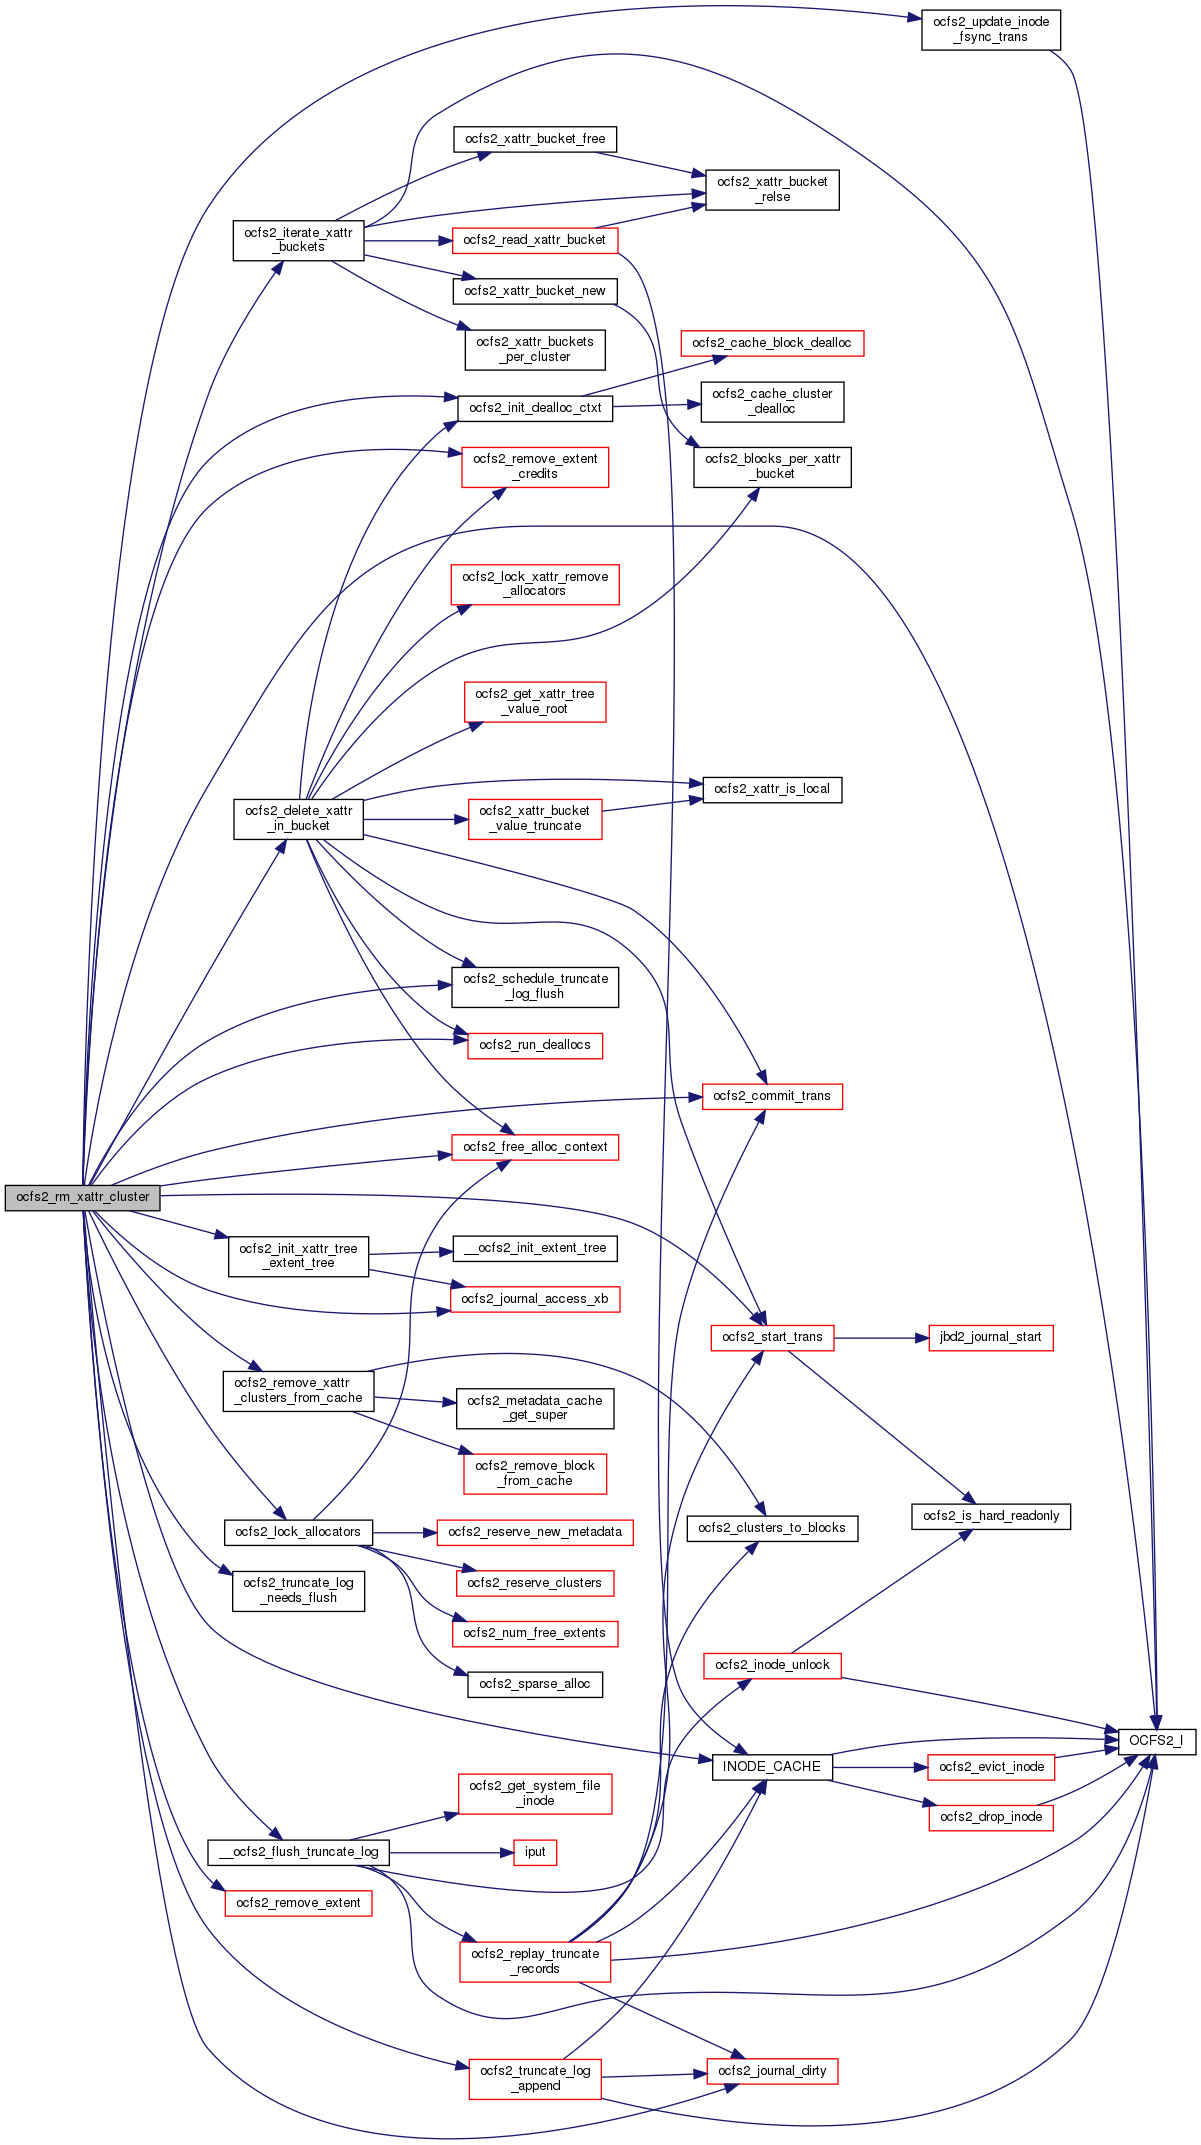 ocfs2_update_inode
_fsync_trans
ocfs2_xattr_bucket_free
ocfs2_xattr_bucket
_relse
ocfs2_iterate_xattr
_buckets
ocfs2_read_xattr_bucket
ocfs2_xattr_bucket_new
ocfs2_xattr_buckets
_per_cluster
ocfs2_cache_block_dealloc
ocfs2_init_dealloc_ctxt
ocfs2_cache_cluster
_dealloc
ocfs2_remove_extent
_credits
ocfs2_blocks_per_xattr
_bucket
ocfs2_lock_xattr_remove
_allocators
ocfs2_get_xattr_tree
_value_root
ocfs2_xattr_is_local
ocfs2_delete_xattr
_in_bucket
ocfs2_xattr_bucket
_value_truncate
ocfs2_schedule_truncate
_log_flush
ocfs2_run_deallocs
ocfs2_commit_trans
ocfs2_free_alloc_context
ocfs2_rm_xattr_cluster
ocfs2_init_xattr_tree
_extent_tree
__ocfs2_init_extent_tree
ocfs2_journal_access_xb
ocfs2_start_trans
jbd2_journal_start
ocfs2_remove_xattr
_clusters_from_cache
ocfs2_metadata_cache
_get_super
ocfs2_remove_block
_from_cache
ocfs2_is_hard_readonly
ocfs2_clusters_to_blocks
ocfs2_lock_allocators
ocfs2_reserve_new_metadata
ocfs2_reserve_clusters
ocfs2_truncate_log
_needs_flush
ocfs2_num_free_extents
ocfs2_sparse_alloc
ocfs2_inode_unlock
OCFS2_I
INODE_CACHE
ocfs2_evict_inode
ocfs2_drop_inode
ocfs2_get_system_file
_inode
__ocfs2_flush_truncate_log
iput
ocfs2_remove_extent
ocfs2_replay_truncate
_records
ocfs2_truncate_log
_append
ocfs2_journal_dirty